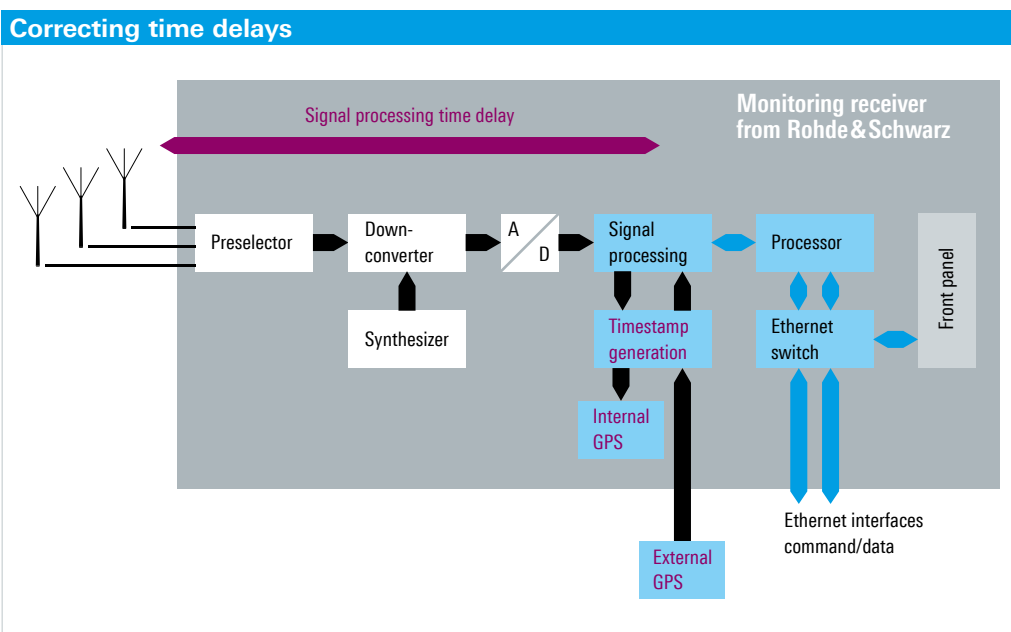 Correcting time delays
Signal processing time delay
Monitoring receiver
from Rohde&Schwarz
Preselector
Down-
converter
A
D
Signal
processing
Processor
Front panel
Synthesizer
Timestamp
generation
Ethernet
switch
Internal
GPS
Ethernet interfaces
command/data
External
GPS